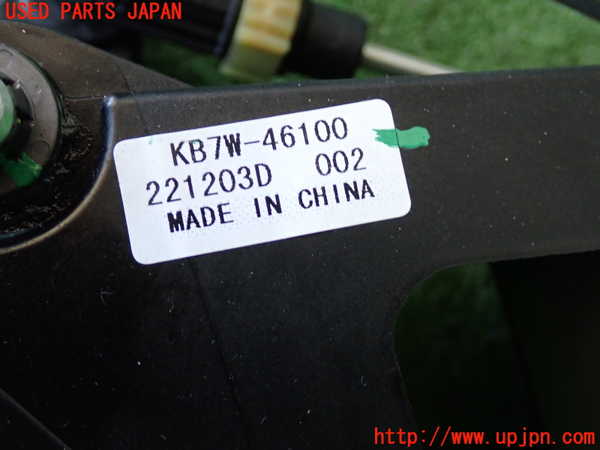 USED PARTS JAPAN
KB7W-46100
221203D 002
MADE IN CHINA
http://www.upjpn.com